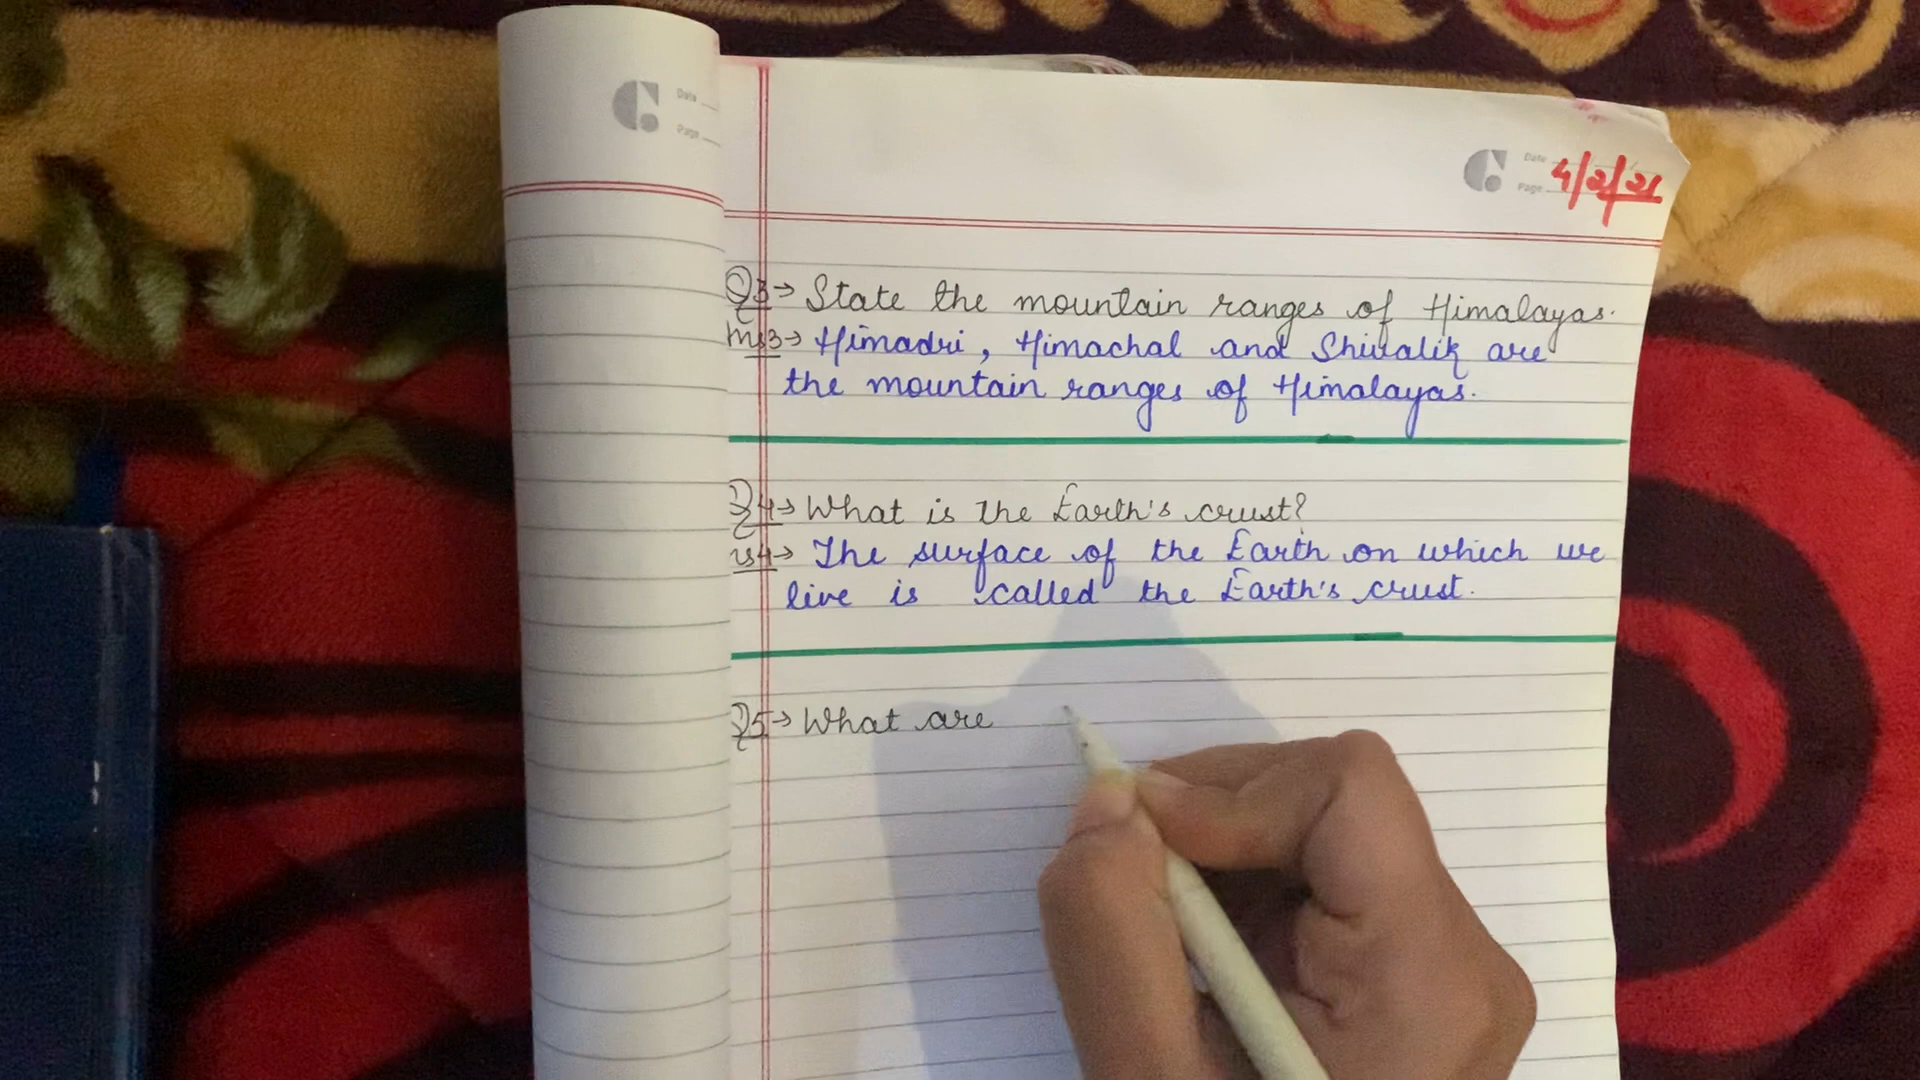 Date
Page
Date 4/2/21
Page
Q3→ State the mountain ranges of Himalayas.
ns3→ Himadri, Himachal and Shivalik are
the mountain ranges of Himalayas.
Q4→ What is the Earth's crust?
ns4→ The surface of the Earth on which we
live is called the Earth's crust.
Q5→ What are